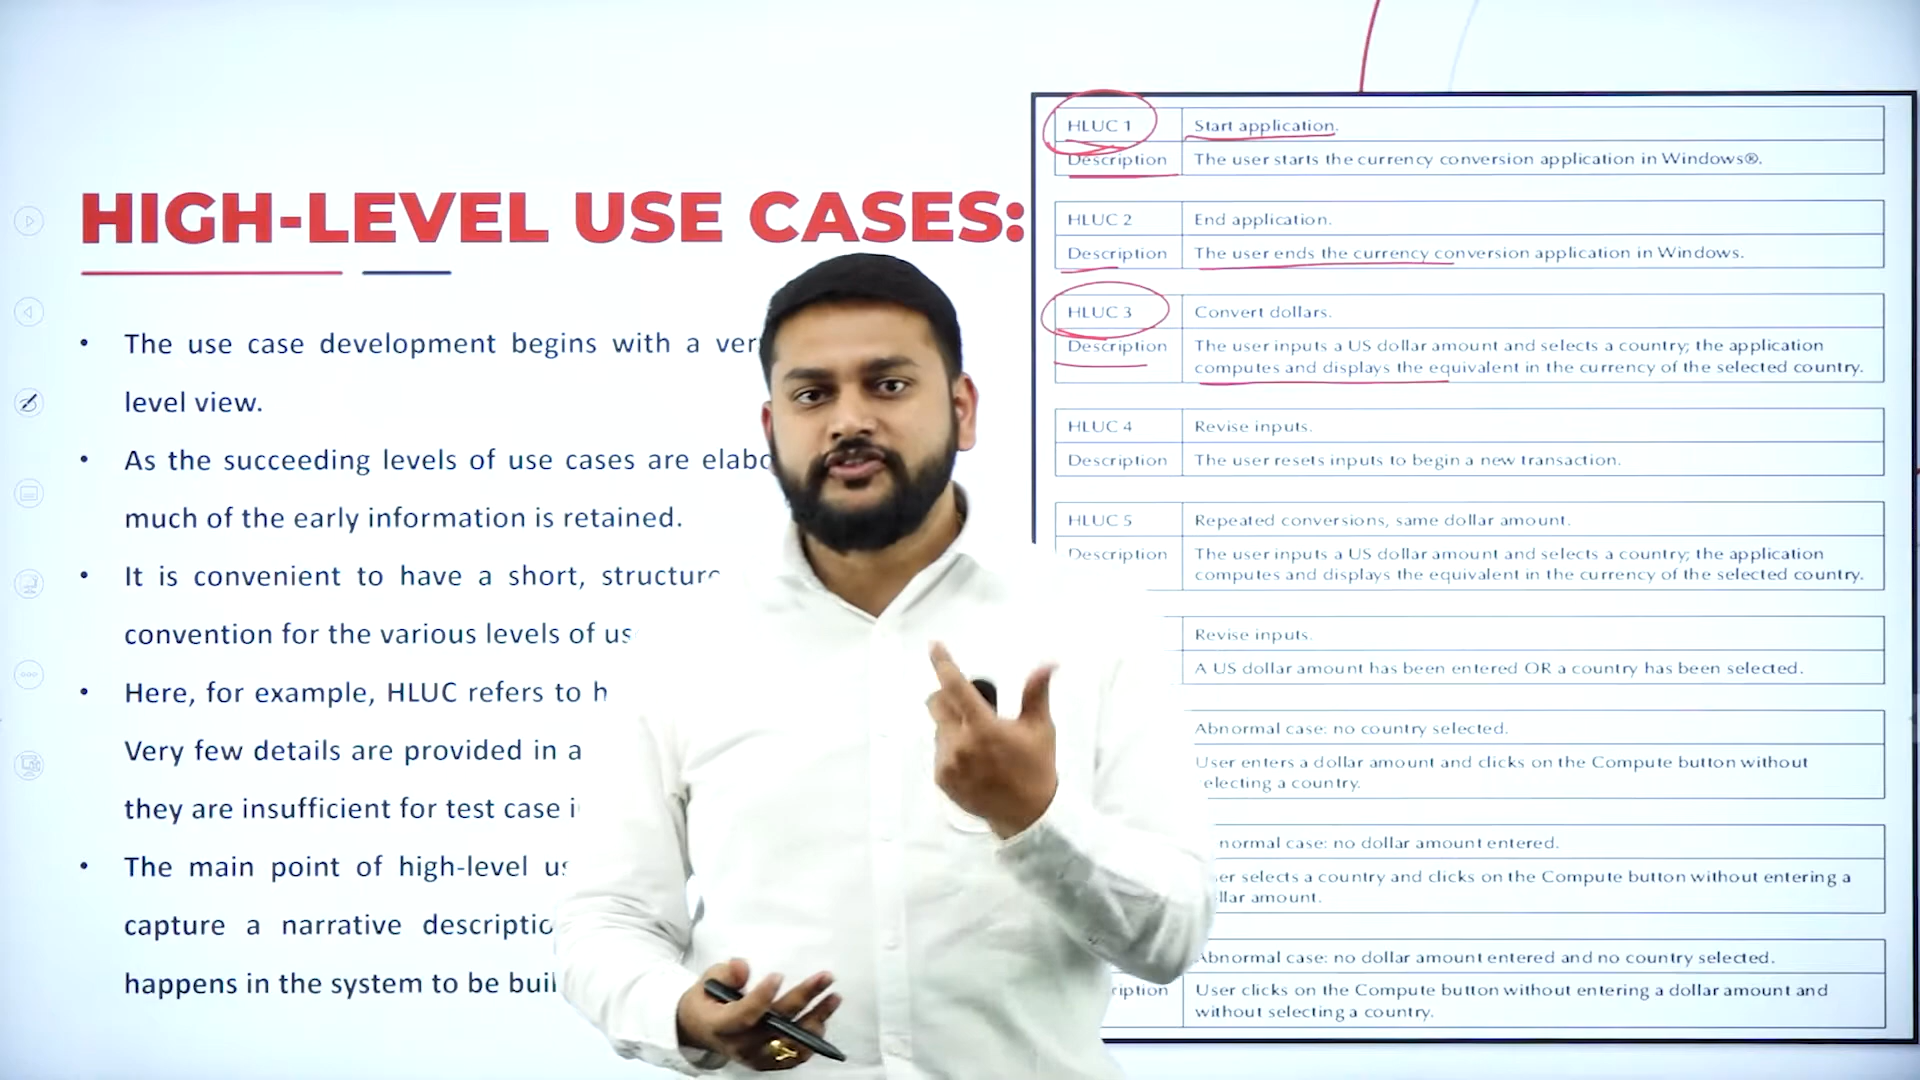 HIGH-LEVEL USE CASES:
• The use case development begins with a
level view.
• As the succeeding levels of use cases are
much of the early information is retained.
• It is convenient to have a short,
convention for the various levels of
• Here, for example, HLUC refers to
Very few details are provided in
they are insufficient for test case
• The main point of high-level
capture a narrative
happens in the system to be
HLUC 1 Start application.
Description The user starts the currency conversion application in Windows®.
HLUC 2 End application.
Description The user ends the currency conversion application in Windows.
HLUC 3 Convert dollars.
Description The user inputs a US dollar amount and selects a country; the application
computes and displays the equivalent in the currency of the selected country.
HLUC 4 Revise inputs.
Description The user resets inputs to begin a new transaction.
HLUC 5 Repeated conversions, same dollar amount.
Description The user inputs a US dollar amount and selects a country; the application
computes and displays the equivalent in the currency of the selected country.
Revise inputs.
A US dollar amount has been entered OR a country has been selected.
Abnormal case: no country selected.
User enters a dollar amount and clicks on the Compute button without
electing a country.
normal case: no dollar amount entered.
er selects a country and clicks on the Compute button without entering a
llar amount.
Abnormal case: no dollar amount entered and no country selected.
ription User clicks on the Compute button without entering a dollar amount and
without selecting a country.